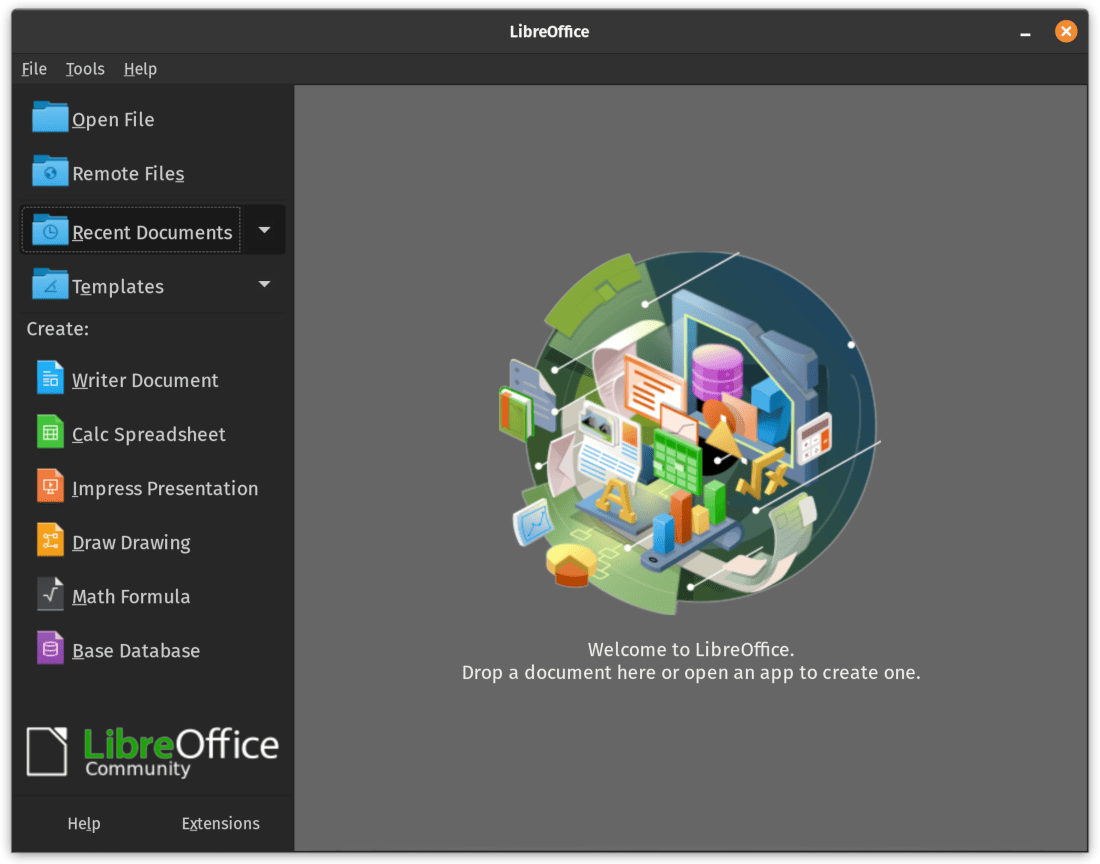 LibreOffice
File Tools Help
Open File
Remote Files
Recent Documents
Templates
Create:
Writer Document
Calc Spreadsheet
Impress Presentation
Draw Drawing
Math Formula
Base Database
LibreOffice
Community
Help Extensions
Welcome to LibreOffice.
Drop a document here or open an app to create one.